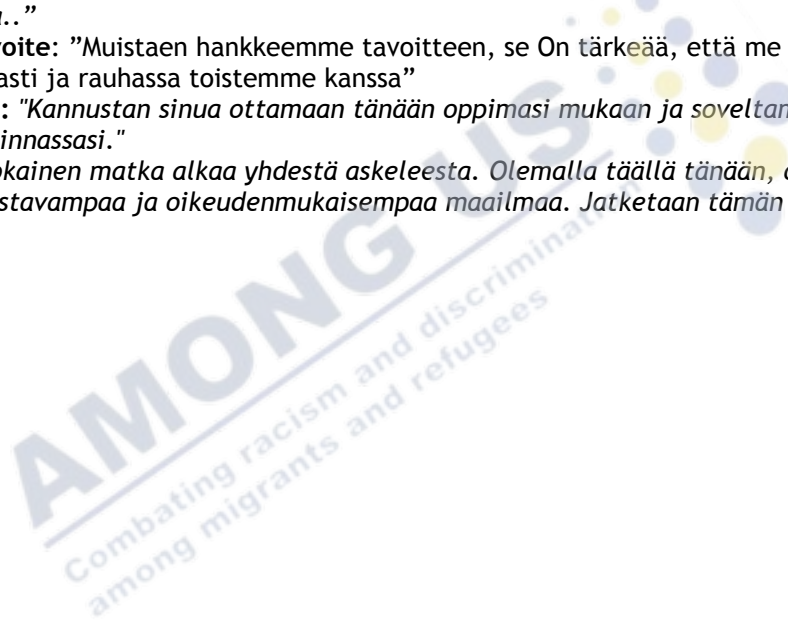 ..”
voite: ”Muistaen hankkeemme tavoitteen, se On tärkeää, että me
asti ja rauhassa toistemme kanssa”
: "Kannustan sinua ottamaan tänään oppimasi mukaan ja soveltan
innassasi."
okainen matka alkaa yhdestä askeleesta. Olemalla täällä tänään, o
stavampaa ja oikeudenmukaisempaa maailmaa. Jatketaan tämän
AMONG US
Combating racism and discrimination
among migrants and refugees